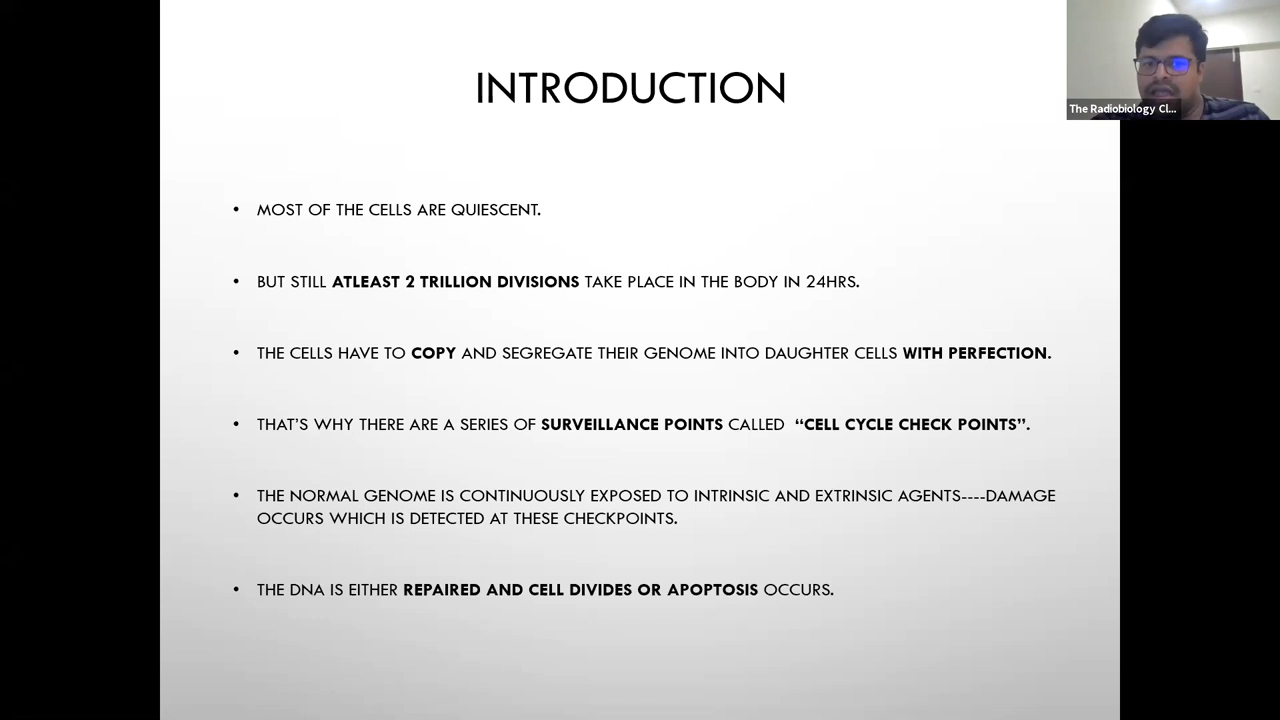 INTRODUCTION
The Radiobiology Cl...
• MOST OF THE CELLS ARE QUIESCENT.
• BUT STILL ATLEAST 2 TRILLION DIVISIONS TAKE PLACE IN THE BODY IN 24HRS.
• THE CELLS HAVE TO COPY AND SEGREGATE THEIR GENOME INTO DAUGHTER CELLS WITH PERFECTION.
• THAT’S WHY THERE ARE A SERIES OF SURVEILLANCE POINTS CALLED “CELL CYCLE CHECK POINTS”.
• THE NORMAL GENOME IS CONTINUOUSLY EXPOSED TO INTRINSIC AND EXTRINSIC AGENTS----DAMAGE
OCCURS WHICH IS DETECTED AT THESE CHECKPOINTS.
• THE DNA IS EITHER REPAIRED AND CELL DIVIDES OR APOPTOSIS OCCURS.